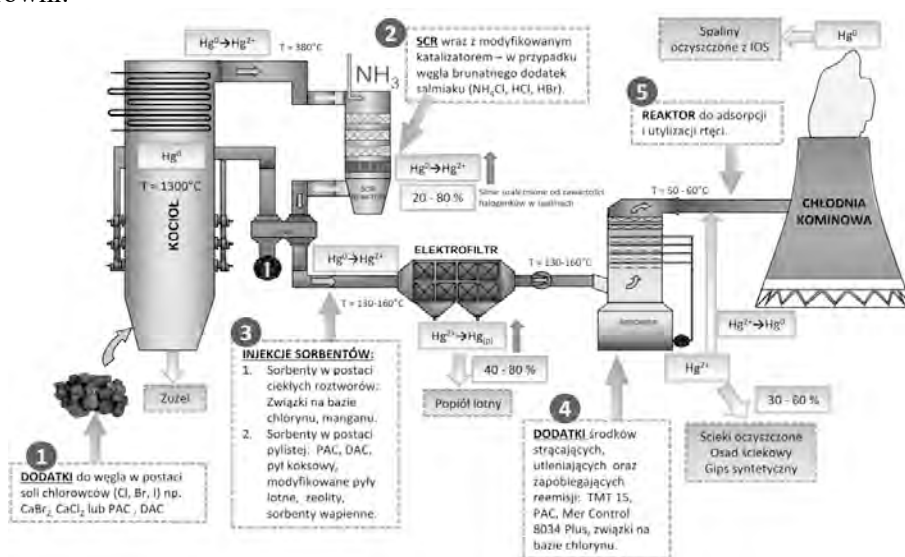 Hg⁰→Hg²⁺
T = 380°C
NH₃
2
SCR wraz z modyfikowanym
katalizatorem – w przypadku
węgla brunatnego dodatek
salmiaku (NH₄Cl, HCl, HBr).
Spaliny
oczyszczone z IOS
Hg⁰
5
REAKTOR do adsorpcji
i utylizacji rtęci.
Hg⁰
T = 1300°C
KOCIOŁ
SCR
Hg⁰→Hg²⁺
20 - 80 %
Silnie uzależnione od zawartości
halogenków w spalinach
T = 50 - 60°C
CHŁODNIA
KOMINOWA
Hg⁰→Hg²⁺
ELEKTROFILTR
T = 130-160°C
T = 130-160°C
Hg²⁺→Hg(p)
40 - 80 %
Popiół lotny
Absorber
Hg²⁺→Hg⁰
Hg²⁺
30 - 60 %
Ścieki oczyszczone
Osad ściekowy
Gips syntetyczny
Żużel
1
DODATKI do węgla w postaci
soli chlorowców (Cl, Br, I) np.
CaBr₂, CaCl₂ lub PAC , DAC
3
INJEKCJE SORBENTÓW:
1. Sorbenty w postaci
ciekłych roztworów:
Związki na bazie
chlorynu, manganu.
2. Sorbenty w postaci
pylistej: PAC, DAC,
pył koksowy,
modyfikowane pyły
lotne, zeolity,
sorbenty wapienne.
4
DODATKI środków
strącających,
utleniających oraz
zapobiegających
reemisji: TMT 15,
PAC, Mer Control
8034 Plus, związki na
bazie chlorynu.